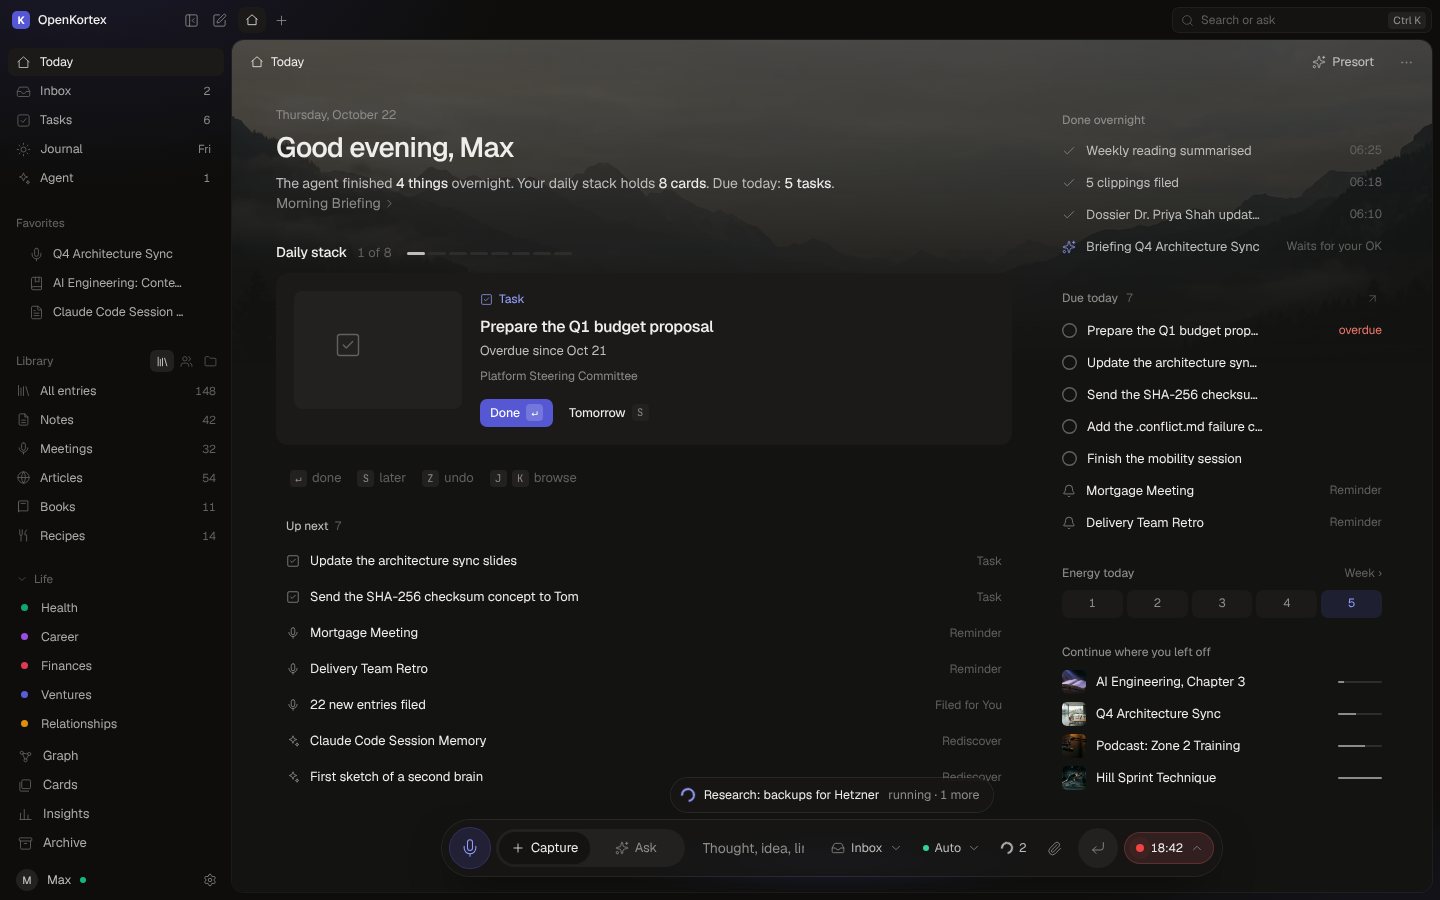 K OpenKortex
Search or ask Ctrl K
Today
Inbox 2
Tasks 6
Journal Fri
Agent 1
Favorites
Q4 Architecture Sync
AI Engineering: Conte...
Claude Code Session ...
Library
All entries 148
Notes 42
Meetings 32
Articles 54
Books 11
Recipes 14
Life
Health
Career
Finances
Ventures
Relationships
Graph
Cards
Insights
Archive
M Max
Today
Presort
Thursday, October 22
Good evening, Max
The agent finished 4 things overnight. Your daily stack holds 8 cards. Due today: 5 tasks.
Morning Briefing
Daily stack 1 of 8
Task
Prepare the Q1 budget proposal
Overdue since Oct 21
Platform Steering Committee
Done ↵ Tomorrow S
↵ done S later Z undo J K browse
Up next 7
Update the architecture sync slides Task
Send the SHA-256 checksum concept to Tom Task
Mortgage Meeting Reminder
Delivery Team Retro Reminder
22 new entries filed Filed for You
Claude Code Session Memory Rediscover
First sketch of a second brain Rediscover
Done overnight
Weekly reading summarised 06:25
5 clippings filed 06:18
Dossier Dr. Priya Shah updat... 06:10
Briefing Q4 Architecture Sync Waits for your OK
Due today 7
Prepare the Q1 budget prop... overdue
Update the architecture syn...
Send the SHA-256 checksu...
Add the .conflict.md failure c...
Finish the mobility session
Mortgage Meeting Reminder
Delivery Team Retro Reminder
Energy today Week ›
1 2 3 4 5
Continue where you left off
AI Engineering, Chapter 3
Q4 Architecture Sync
Podcast: Zone 2 Training
Hill Sprint Technique
Research: backups for Hetzner running · 1 more
Capture Ask Thought, idea, lin Inbox Auto 2 18:42